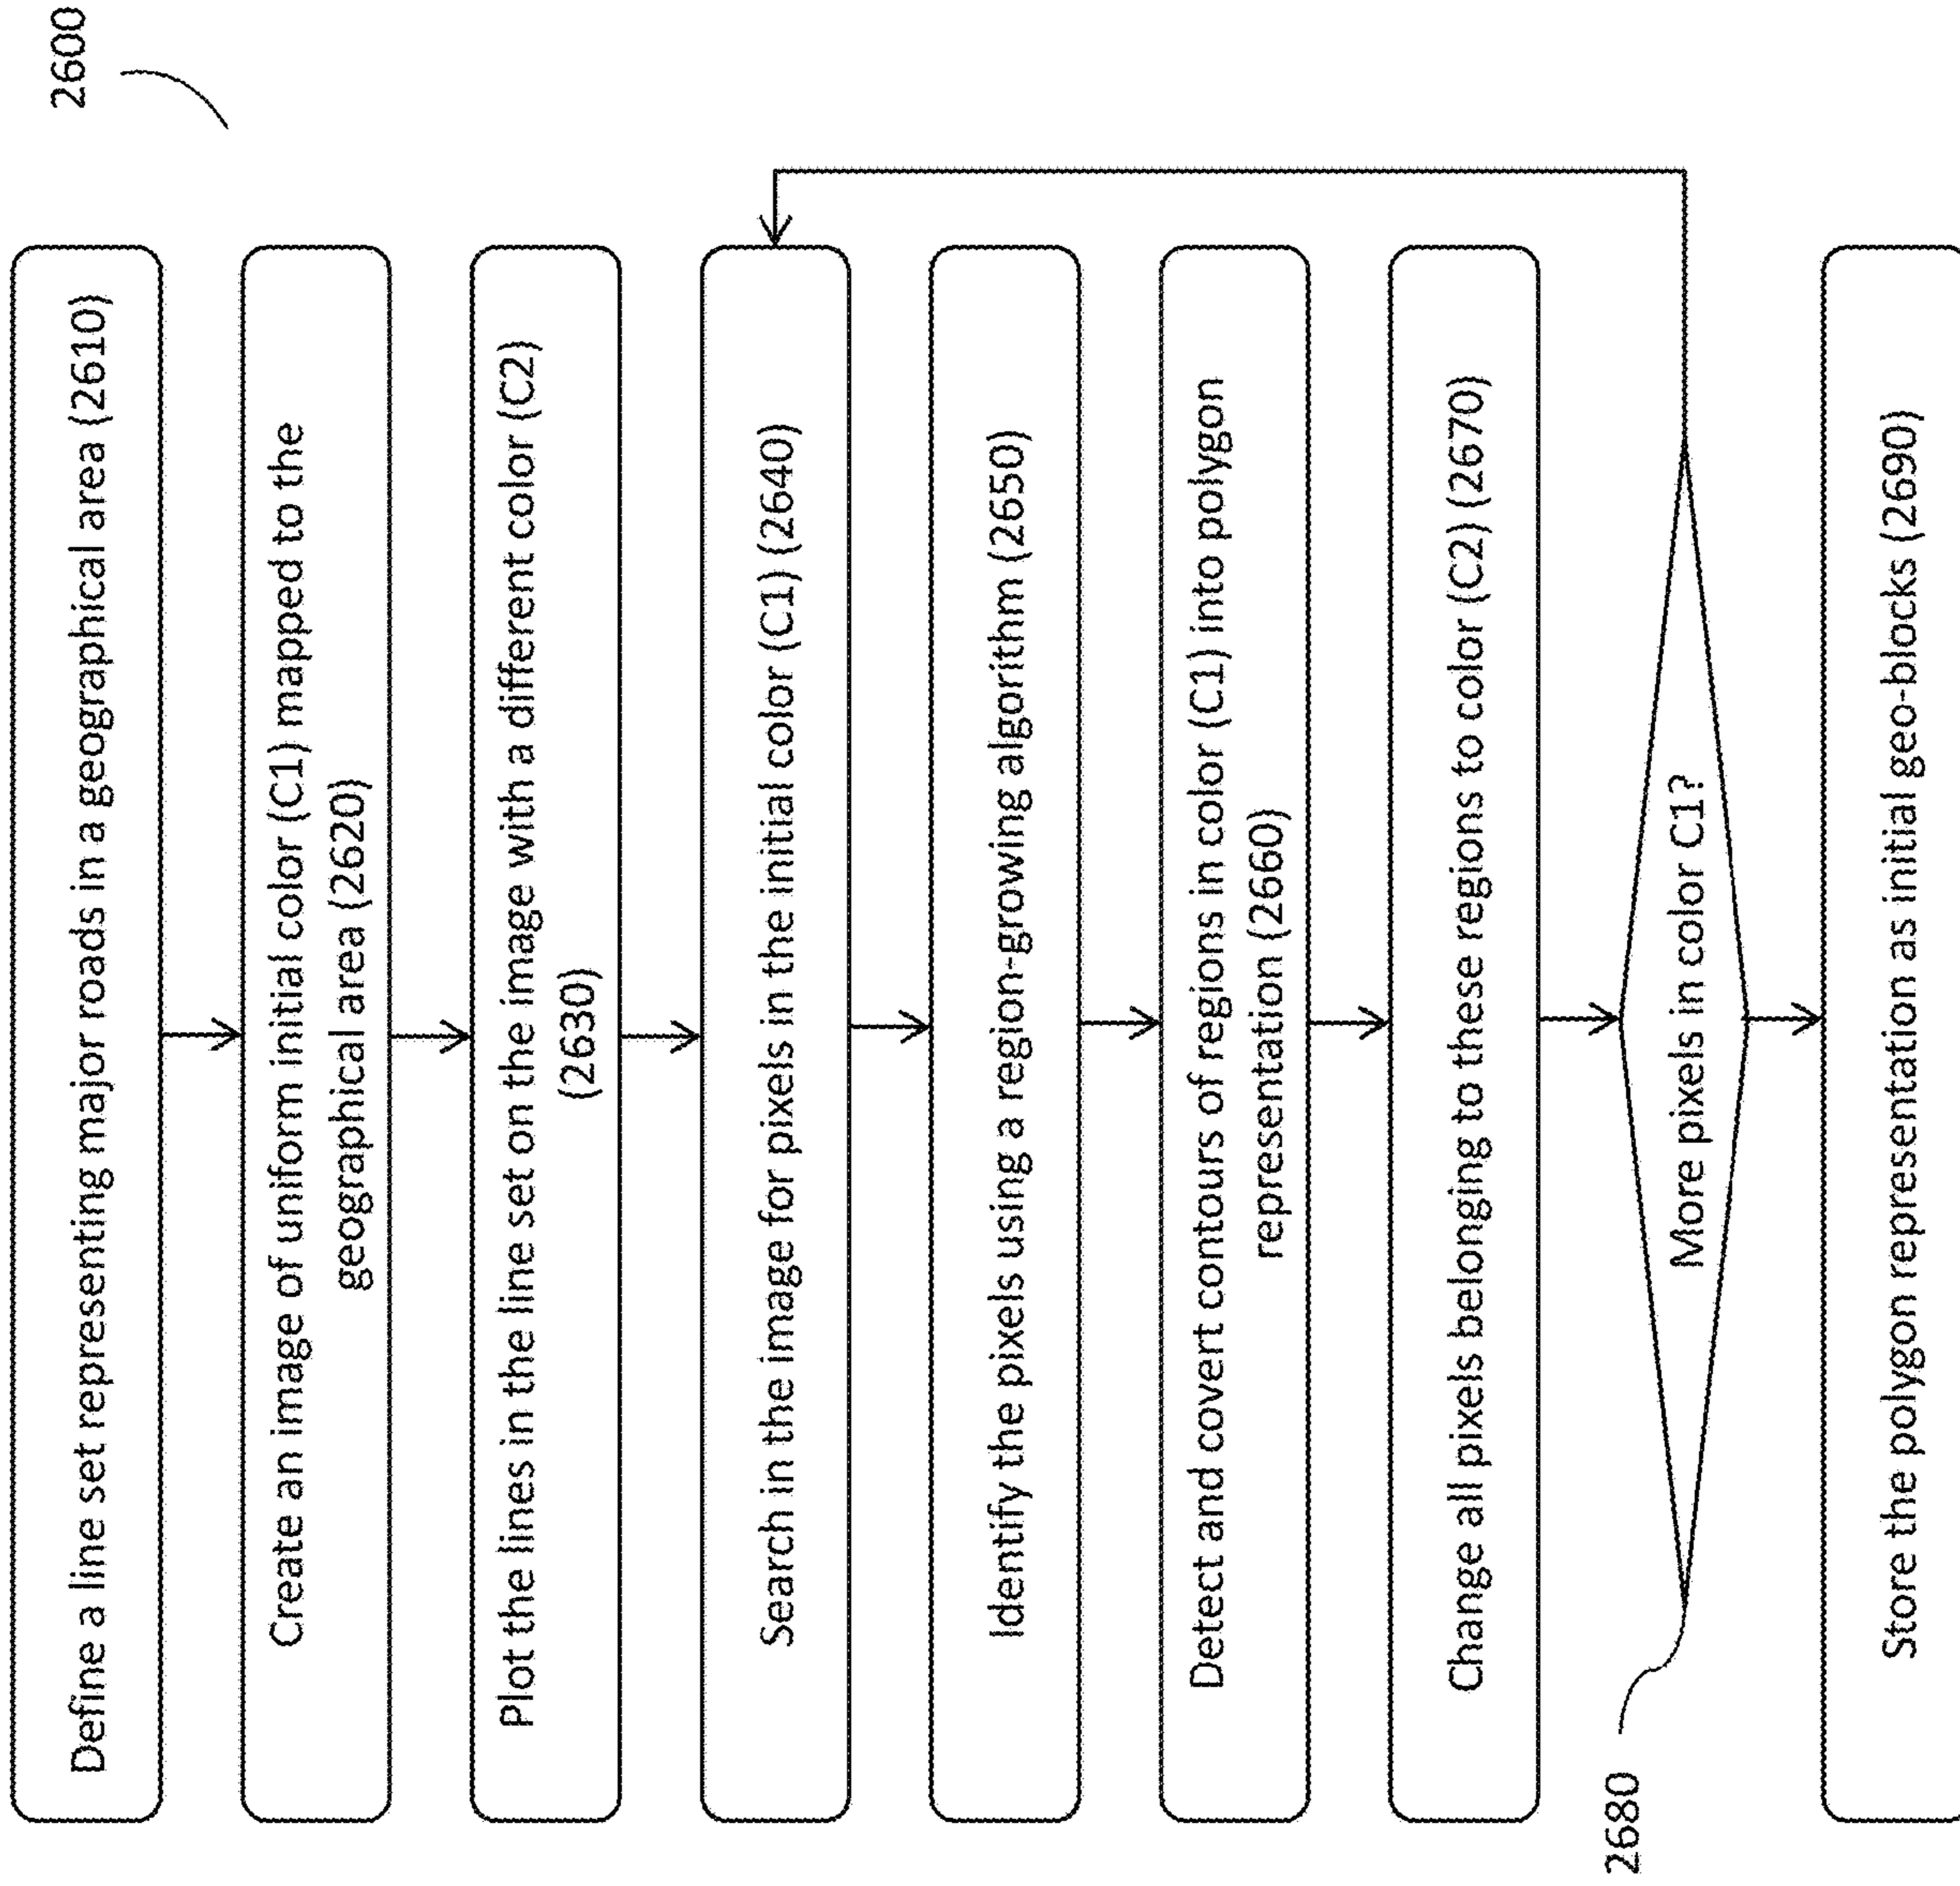 2600
Define a line set representing major roads in a geographical area (2610)
Create an image of uniform initial color (C1) mapped to the
geographical area (2620)
Plot the lines in the line set on the image with a different color (C2)
(2630)
Search in the image for pixels in the initial color (C1) (2640)
Identify the pixels using a region-growing algorithm (2650)
Detect and covert contours of regions in color (C1) into polygon
representation (2660)
Change all pixels belonging to these regions to color (C2) (2670)
2680
More pixels in color C1?
Store the polygon representation as initial geo-blocks (2690)